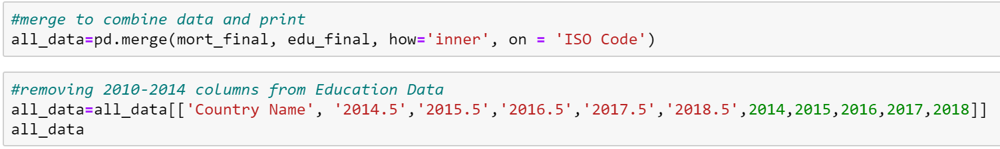 #merge to combine data and print
all_data=pd.merge(mort_final, edu_final, how='inner', on = 'ISO Code')
#removing 2010-2014 columns from Education Data
all_data=all_data[['Country Name', '2014.5','2015.5','2016.5','2017.5','2018.5',2014,2015,2016,2017,2018]]
all_data